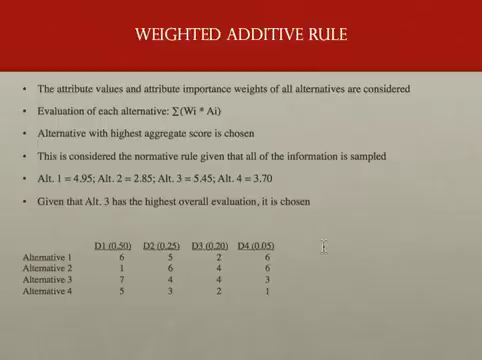 WEIGHTED ADDITIVE RULE
• The attribute values and attribute importance weights of all alternatives are considered
• Evaluation of each alternative: ∑(Wi * Ai)
• Alternative with highest aggregate score is chosen
• This is considered the normative rule given that all of the information is sampled
• Alt. 1 = 4.95; Alt. 2 = 2.85; Alt. 3 = 5.45; Alt. 4 = 3.70
• Given that Alt. 3 has the highest overall evaluation, it is chosen
D1 (0.50) D2 (0.25) D3 (0.20) D4 (0.05)
Alternative 1 6 5 2 6
Alternative 2 1 6 4 6
Alternative 3 7 4 4 3
Alternative 4 5 3 2 1